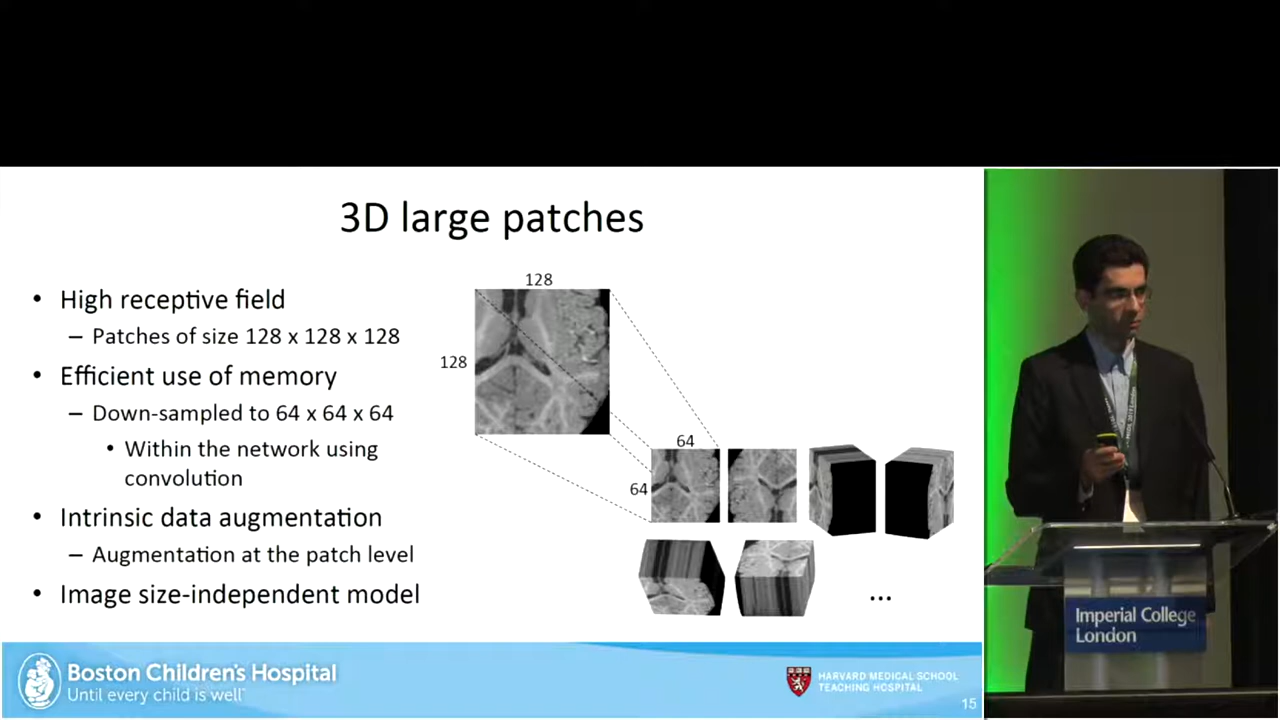 3D large patches
• High receptive field
– Patches of size 128 x 128 x 128
• Efficient use of memory
– Down-sampled to 64 x 64 x 64
• Within the network using
convolution
• Intrinsic data augmentation
– Augmentation at the patch level
• Image size-independent model
128
128
64
64
...
Boston Children's Hospital
Until every child is well
HARVARD MEDICAL SCHOOL
TEACHING HOSPITAL
15
Imperial College
London